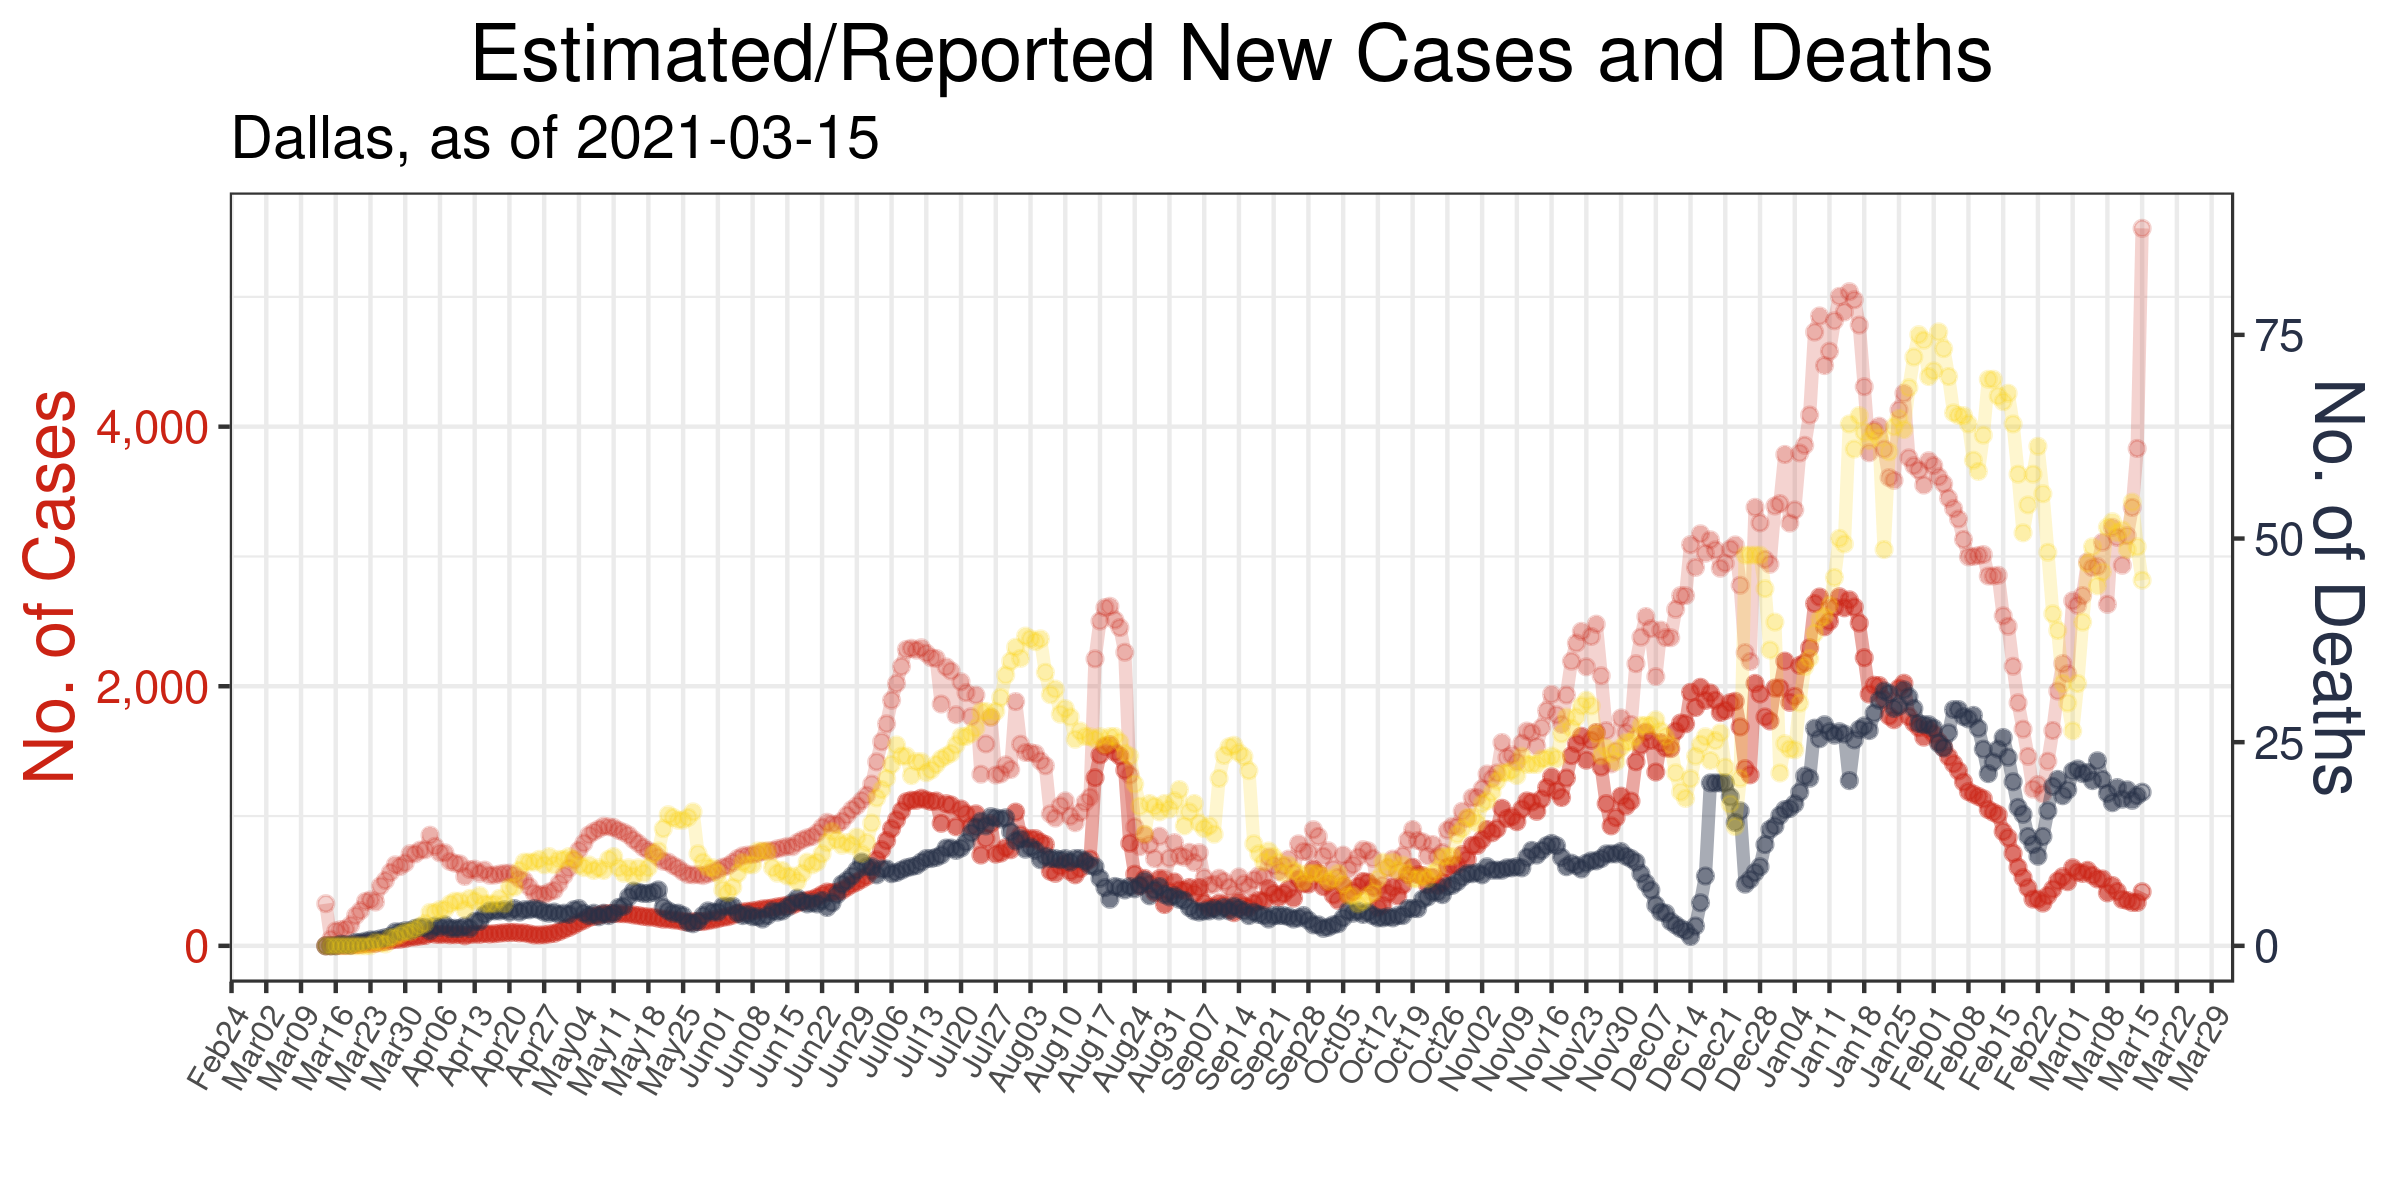 Estimated/Reported New Cases and Deaths
Dallas, as of 2021-03-15
No. of Cases
4,000
2,000
0
75
50
25
0
No. of Deaths
Feb24
Mar02
Mar09
Mar16
Mar23
Mar30
Apr06
Apr13
Apr20
Apr27
May04
May11
May18
May25
Jun01
Jun08
Jun15
Jun22
Jun29
Jul06
Jul13
Jul20
Jul27
Aug03
Aug10
Aug17
Aug24
Aug31
Sep07
Sep14
Sep21
Sep28
Oct05
Oct12
Oct19
Oct26
Nov02
Nov09
Nov16
Nov23
Nov30
Dec07
Dec14
Dec21
Dec28
Jan04
Jan11
Jan18
Jan25
Feb01
Feb08
Feb15
Feb22
Mar01
Mar08
Mar15
Mar22
Mar29